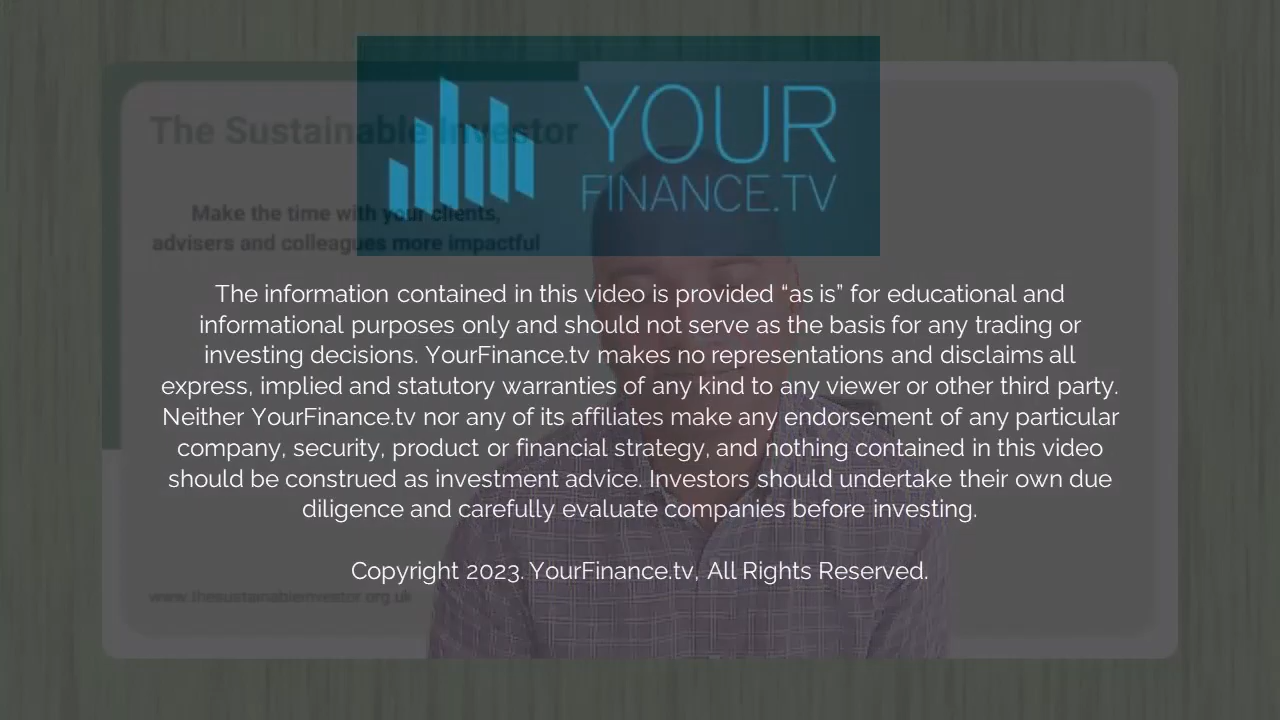 YOUR
FINANCE.TV
The Sustainable Investor
Make the time with your clients,
advisers and colleagues more impactful
The information contained in this video is provided “as is” for educational and
informational purposes only and should not serve as the basis for any trading or
investing decisions. YourFinance.tv makes no representations and disclaims all
express, implied and statutory warranties of any kind to any viewer or other third party.
Neither YourFinance.tv nor any of its affiliates make any endorsement of any particular
company, security, product or financial strategy, and nothing contained in this video
should be construed as investment advice. Investors should undertake their own due
diligence and carefully evaluate companies before investing.
Copyright 2023. YourFinance.tv, All Rights Reserved.
www.thesustainableinvestor.org.uk